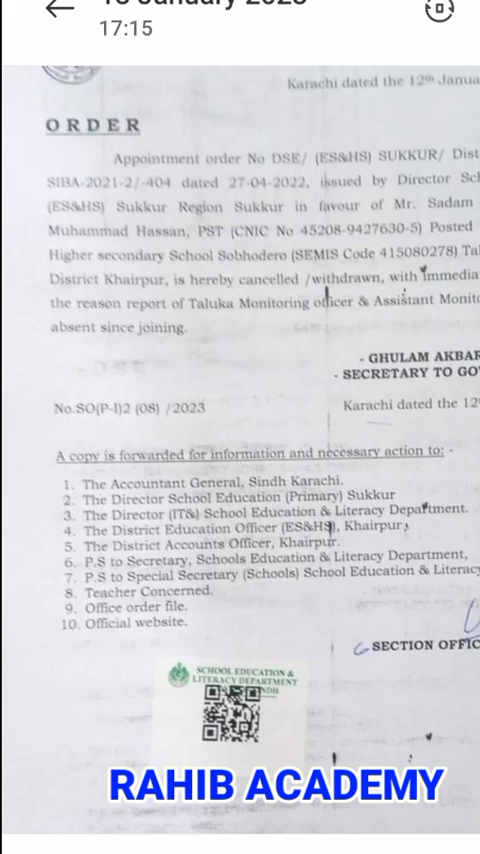 17:15
Karachi dated the 12th Janua
ORDER
Appointment order No DSE/ (ES&HS) SUKKUR/ Dist
SIBA-2021-2/-404 dated 27-04-2022, issued by Director Sch
(ES&HS) Sukkur Region Sukkur in favour of Mr. Sadam
Muhammad Hassan, PST (CNIC No 45208-9427630-5) Posted
Higher secondary School Sobhodero (SEMIS Code 415080278) Tal
District Khairpur, is hereby cancelled /withdrawn, with immedia
the reason report of Taluka Monitoring officer & Assistant Monito
absent since joining.
- GHULAM AKBAR
- SECRETARY TO GOV
No.SO(P-I)2 (08) /2023
Karachi dated the 12
A copy is forwarded for information and necessary action to: -
1. The Accountant General, Sindh Karachi.
2. The Director School Education (Primary) Sukkur
3. The Director (IT&) School Education & Literacy Department.
4. The District Education Officer (ES&HS), Khairpur,
5. The District Accounts Officer, Khairpur.
6. P.S to Secretary, Schools Education & Literacy Department,
7. P.S to Special Secretary (Schools) School Education & Literacy
8. Teacher Concerned.
9. Office order file.
10. Official website.
SECTION OFFIC
SCHOOL EDUCATION &
LITERACY DEPARTMENT
RAHIB ACADEMY